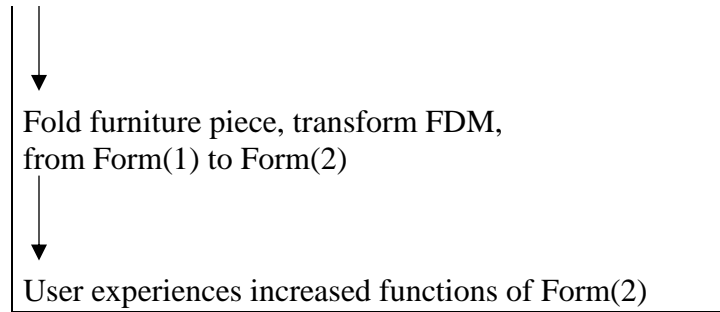 Fold furniture piece, transform FDM,
from Form(1) to Form(2)
User experiences increased functions of Form(2)